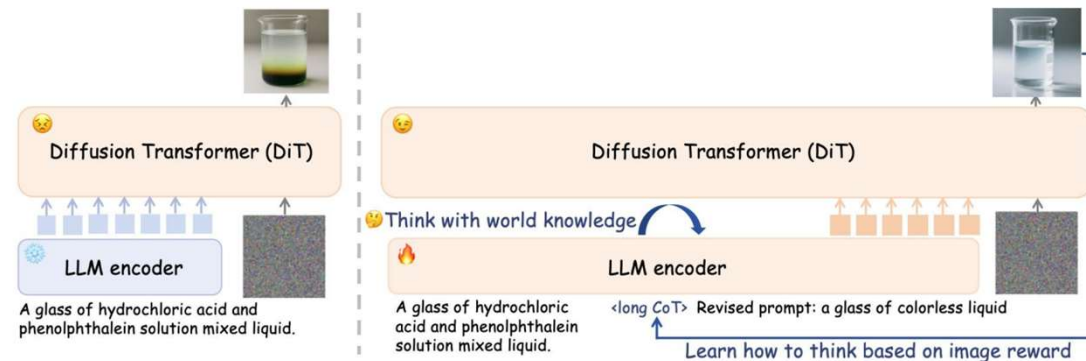 Diffusion Transformer (DiT)
LLM encoder
A glass of hydrochloric acid and
phenolphthalein solution mixed liquid.
Diffusion Transformer (DiT)
Think with world knowledge
LLM encoder
A glass of hydrochloric
acid and phenolphthalein
solution mixed liquid.
<long CoT> Revised prompt: a glass of colorless liquid
Learn how to think based on image reward